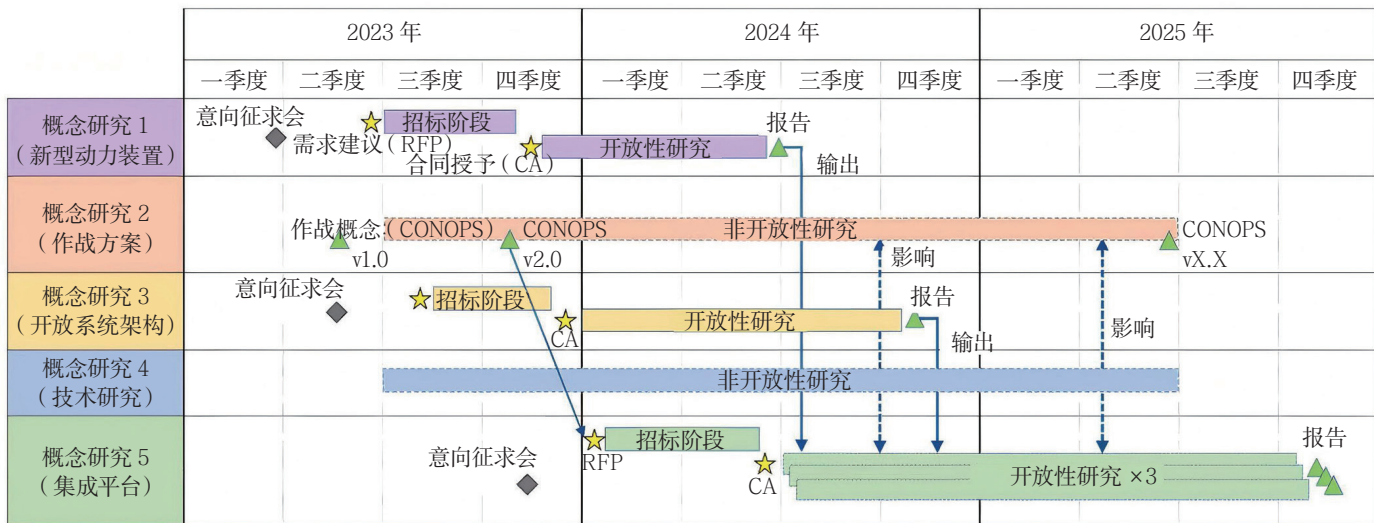 2023 年
2024 年
2025 年
一季度
二季度
三季度
四季度
一季度
二季度
三季度
四季度
一季度
二季度
三季度
四季度
概念研究 1
(新型动力装置)
意向征求会
需求建议(RFP)
招标阶段
合同授予(CA)
开放性研究
报告
输出
概念研究 2
(作战方案)
作战概念(CONOPS)
v1.0
CONOPS
v2.0
非开放性研究
影响
CONOPS
vX.X
概念研究 3
(开放系统架构)
意向征求会
招标阶段
CA
开放性研究
报告
输出
影响
概念研究 4
(技术研究)
非开放性研究
概念研究 5
(集成平台)
意向征求会
RFP
招标阶段
CA
开放性研究 ×3
报告